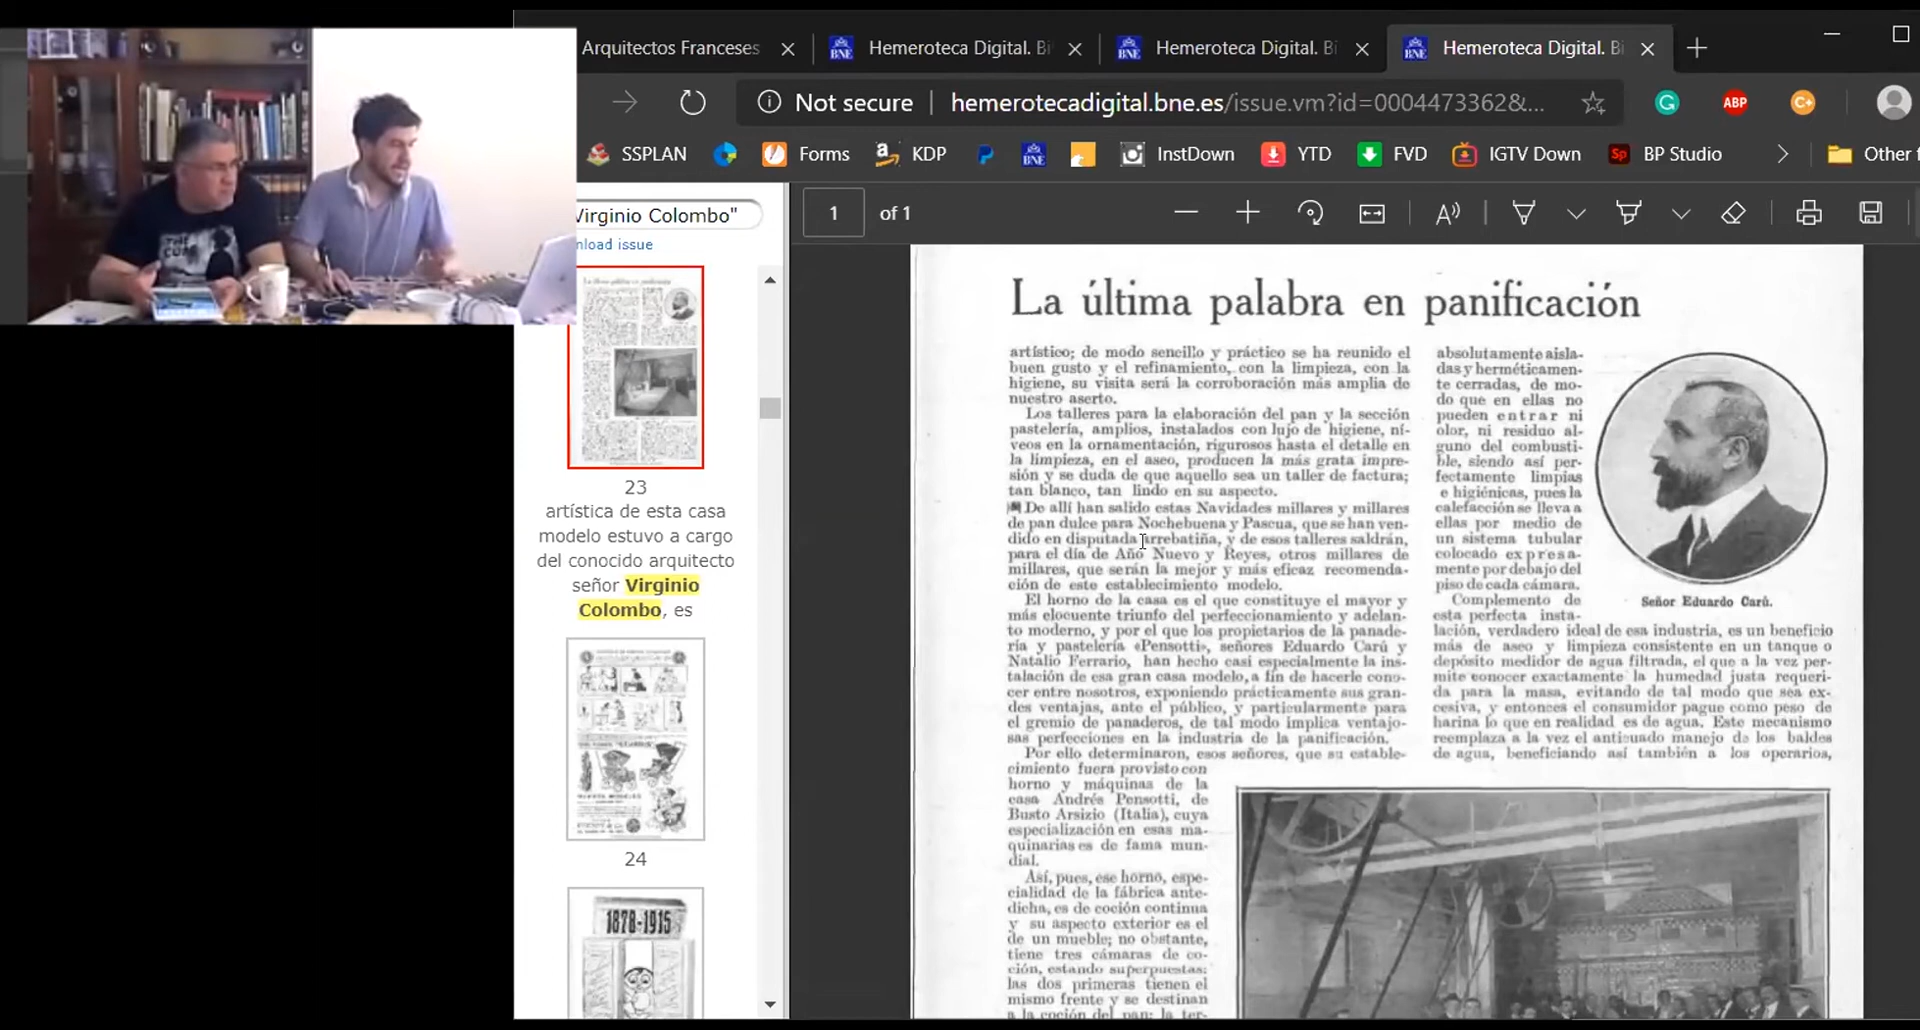 Arquitectos Franceses
Hemeroteca Digital. Bi
Hemeroteca Digital. Bi
Hemeroteca Digital. Bi
Not secure
hemerotecadigital.bne.es/issue.vm?id=0004473362&...
ABP
SSPLAN
Forms
KDP
BNE
InstDown
YTD
FVD
IGTV Down
BP Studio
Other f
Virginio Colombo"
nload issue
1 of 1
23
artística de esta casa
modelo estuvo a cargo
del conocido arquitecto
señor Virginio
Colombo, es
24
1878-1915
La última palabra en panificación
artístico; de modo sencillo y práctico se ha reunido el
buen gusto y el refinamiento, con la limpieza, con la
higiene, su visita será la corroboración más amplia de
nuestro aserto.
Los talleres para la elaboración del pan y la sección
pastelería, amplios, instalados con lujo de higiene, ní-
veos en la ornamentación, rigurosos hasta el detalle en
la limpieza, en el aseo, producen la más grata impre-
sión y se duda de que aquello sea un taller de factura;
tan blanco, tan lindo en su aspecto.
De allí han salido estas Navidades millares y millares
de pan dulce para Nochebuena y Pascua, que se han ven-
dido en disputada arrebatiña, y de esos talleres saldrán,
para el día de Año Nuevo y Reyes, otros millares de
millares, que serán la mejor y más eficaz recomenda-
ción de este establecimiento modelo.
El horno de la casa es el que constituye el mayor y
más elocuente triunfo del perfeccionamiento y adelan-
to moderno, y por el que los propietarios de la panade-
ría y pastelería «Pensotti», señores Eduardo Carú y
Natalio Ferrario, han hecho casi especialmente la ins-
talación de esa gran casa modelo, a fin de hacerle cono-
cer entre nosotros, exponiendo prácticamente sus gran-
des ventajas, ante el público, y particularmente para
el gremio de panaderos, de tal modo implica ventajo-
sas perfecciones en la industria de la panificación.
Por ello determinaron, esos señores, que su estable-
cimiento fuera provisto con
horno y máquinas de la
casa Andrés Pensotti, de
Busto Arsizio (Italia), cuya
especialización en esas ma-
quinarias es de fama mun-
dial.
Así, pues, ese horno, espe-
cialidad de la fábrica ante-
dicha, es de cocción continua
y su aspecto exterior es el
de un mueble; no obstante,
tiene tres cámaras de co-
ción, estando superpuestas:
las dos primeras tienen el
mismo frente y se destinan
a la coción del pan; la ter-
absolutamente aisla-
das y herméticamen-
te cerradas, de mo-
do que en ellas no
pueden entrar ni
olor, ni residuo al-
guno del combusti-
ble, siendo así per-
fectamente limpias
e higiénicas, pues la
calefacción se lleva a
ellas por medio de
un sistema tubular
colocado expresa-
mente por debajo del
piso de cada cámara.
Complemento de
esta perfecta insta-
lación, verdadero ideal de esa industria, es un beneficio
más de aseo y limpieza consistente en un tanque o
depósito medidor de agua filtrada, el que a la vez per-
mite conocer exactamente la humedad justa requeri-
da para la masa, evitando de tal modo que sea ex-
cesiva, y entonces el consumidor pague como peso de
harina lo que en realidad es de agua. Este mecanismo
reemplaza a la vez el anticuado manejo de los baldes
de agua, beneficiando así también a los operarios,
Señor Eduardo Carú.